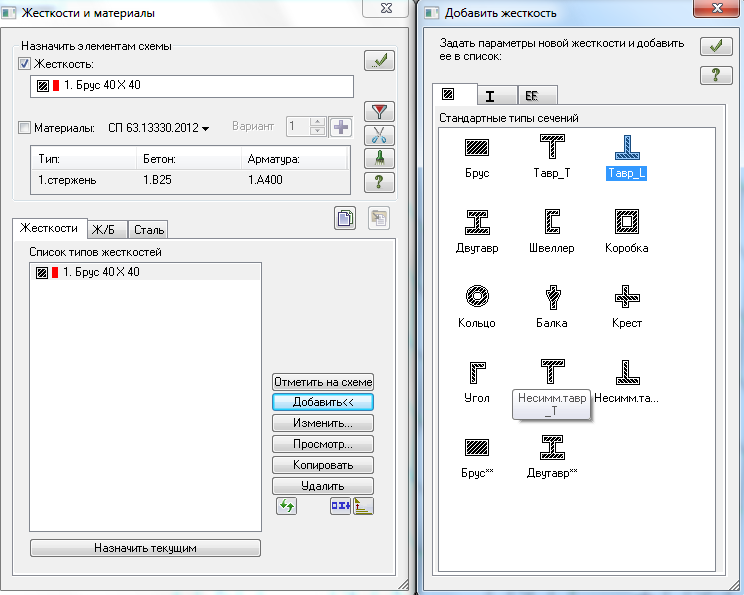 Жесткости и материалы
Назначить элементам схемы
Жесткость:
1. Брус 40 X 40
Материалы: СП 63.13330.2012 Вариант 1
Тип: Бетон: Арматура:
1.стержень 1.B25 1.A400
Жесткости Ж/Б Сталь
Список типов жесткостей
1. Брус 40 X 40
Отметить на схеме
Добавить<<
Изменить...
Просмотр...
Копировать
Удалить
Назначить текущим
Добавить жесткость
Задать параметры новой жесткости и добавить
ее в список:
Стандартные типы сечений
Брус Тавр_T Тавр_L
Двутавр Швеллер Коробка
Кольцо Балка Крест
Угол Несимм.тавр
_T Несимм.та...
Брус** Двутавр**